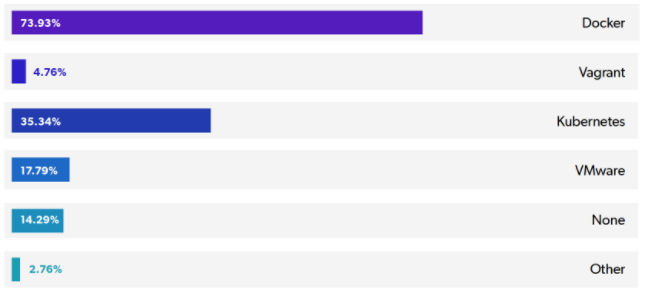 73.93% Docker
4.76% Vagrant
35.34% Kubernetes
17.79% VMware
14.29% None
2.76% Other